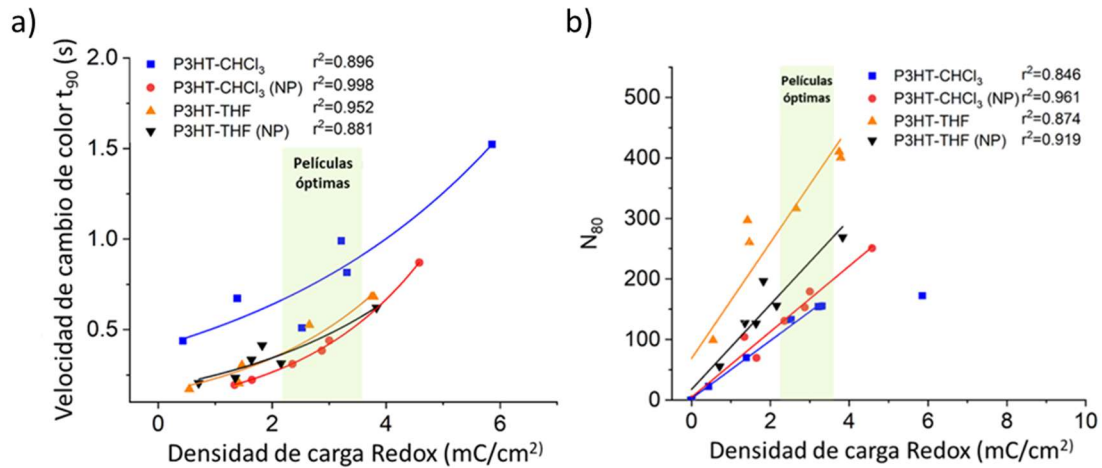 a)
Velocidad de cambio de color t₉₀ (s)
2.0
1.5
1.0
0.5
P3HT-CHCl₃ r²=0.896
P3HT-CHCl₃ (NP) r²=0.998
P3HT-THF r²=0.952
P3HT-THF (NP) r²=0.881
Películas
óptimas
0 2 4 6
Densidad de carga Redox (mC/cm²)
b)
N₈₀
500
400
300
200
100
0
Películas
óptimas
P3HT-CHCl₃ r²=0.846
P3HT-CHCl₃ (NP) r²=0.961
P3HT-THF r²=0.874
P3HT-THF (NP) r²=0.919
0 2 4 6 8 10
Densidad de carga Redox (mC/cm²)